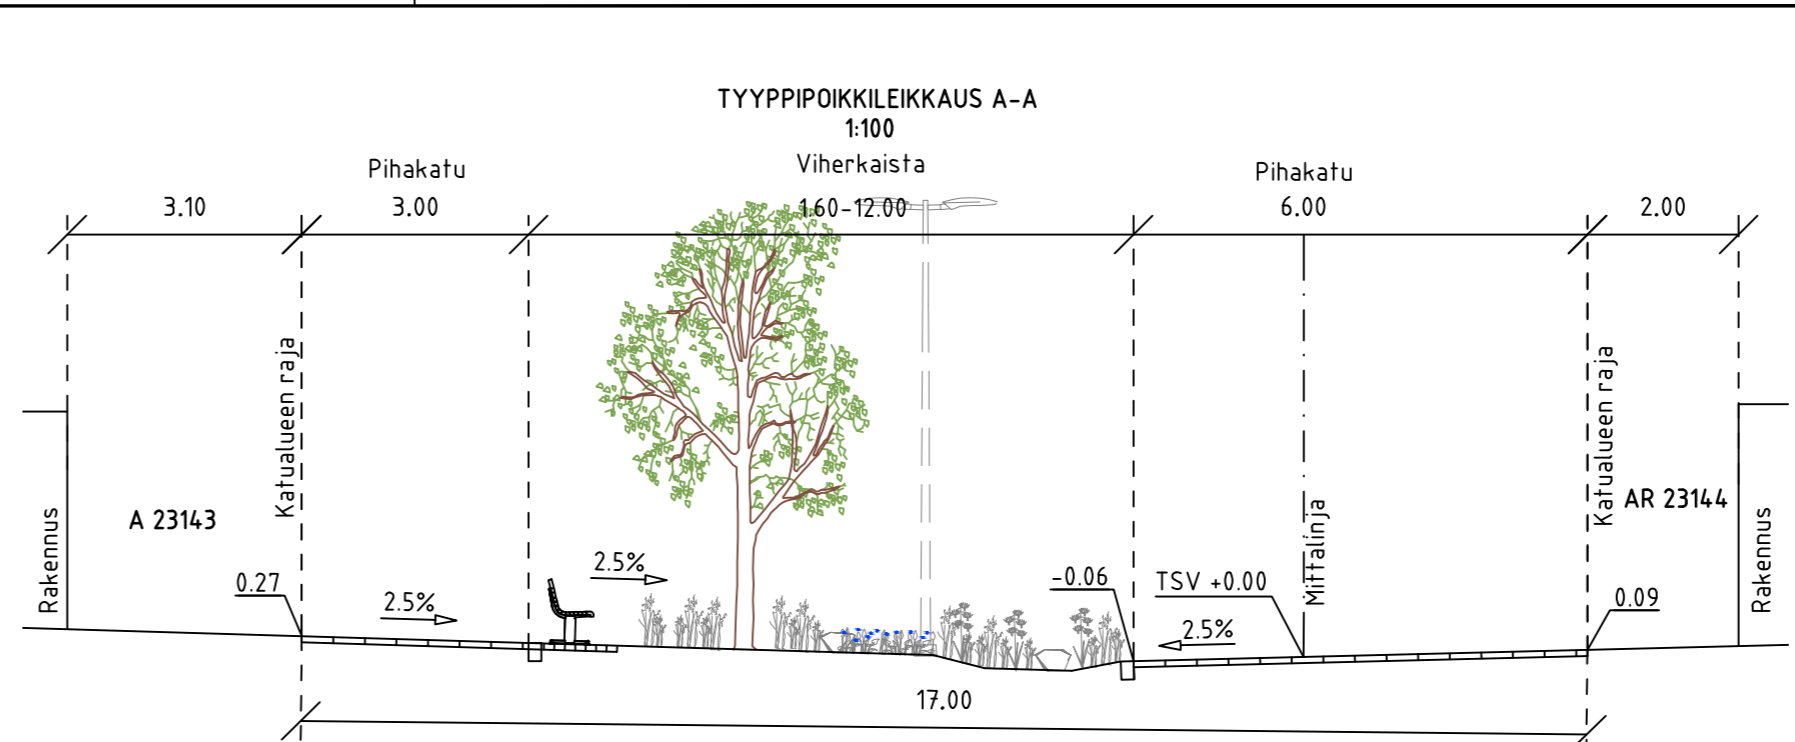 TYYPPIPOIKKILEIKKAUS A-A
1:100
Pihakatu
Viherkaista
Pihakatu
3.10
3.00
1.60-12.00
6.00
2.00
Katualueen raja
Katualueen raja
A 23143
AR 23144
Rakennus
Rakennus
Mittalinja
0.27
2.5%
2.5%
-0.06
TSV +0.00
2.5%
0.09
17.00